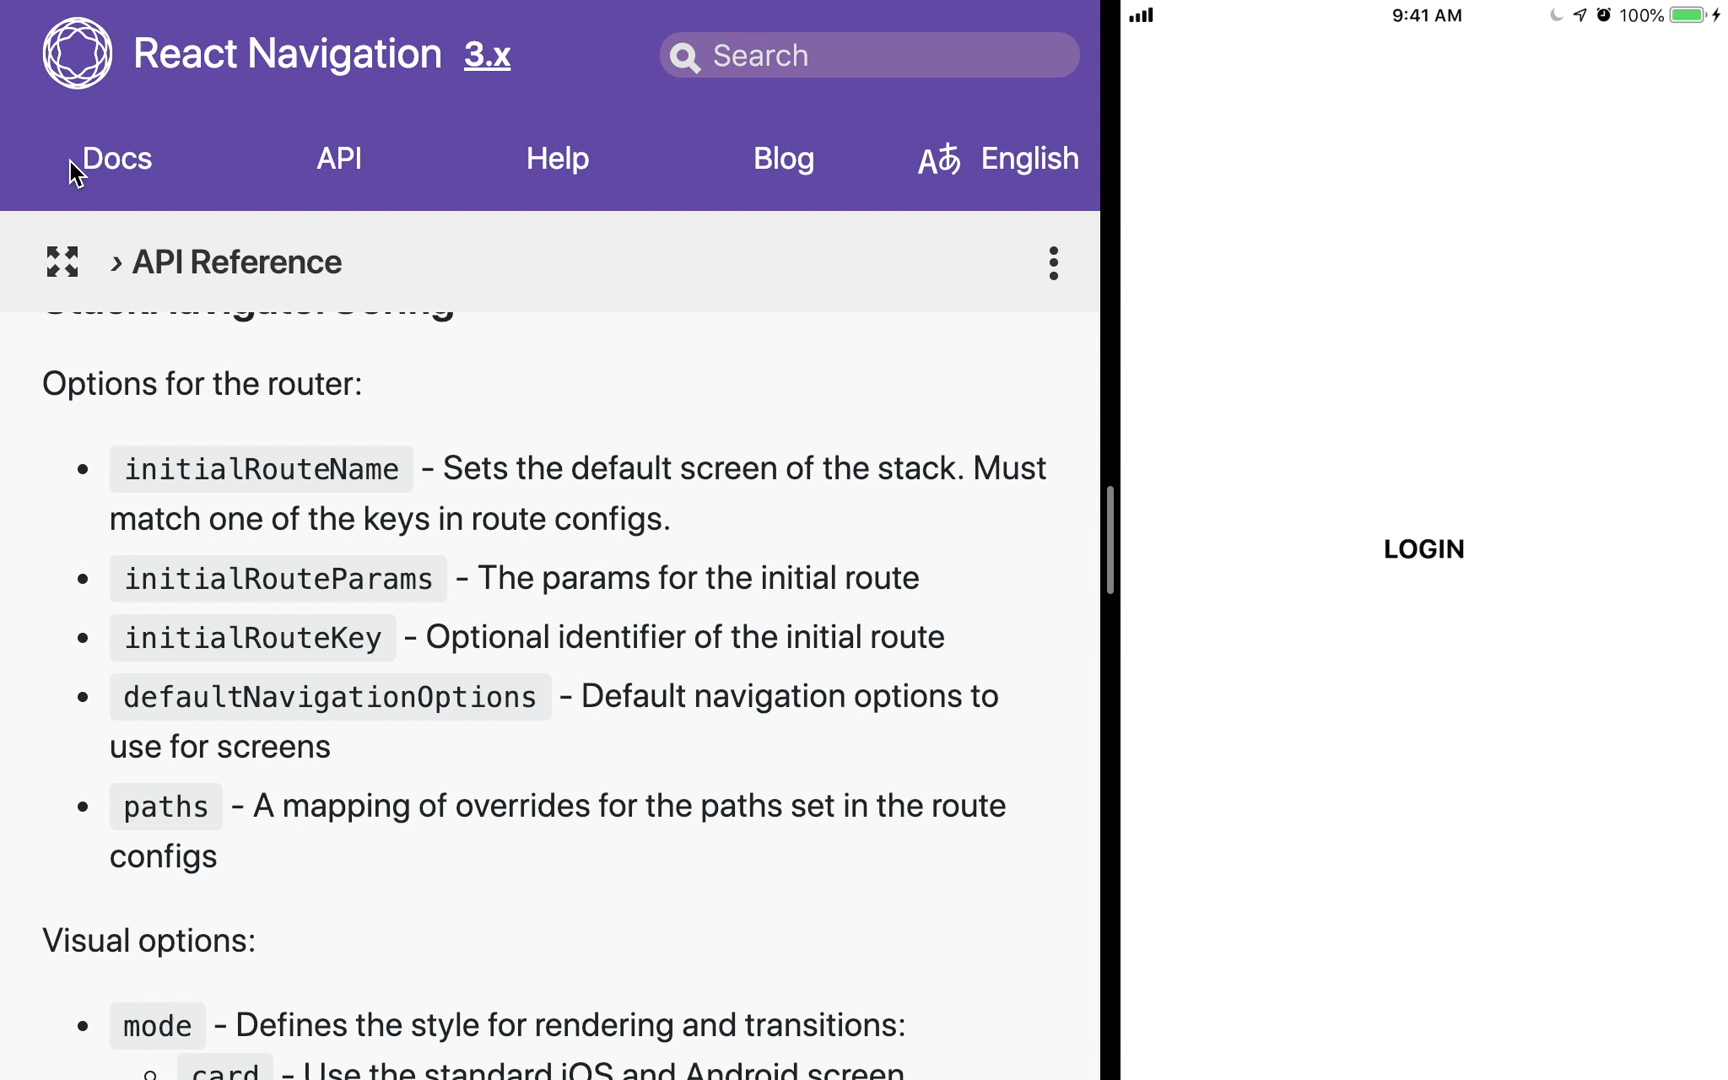 React Navigation 3.x
Search
Docs
API
Help
Blog
Aあ English
› API Reference
StackNavigatorConfig
Options for the router:
• initialRouteName - Sets the default screen of the stack. Must
match one of the keys in route configs.
• initialRouteParams - The params for the initial route
• initialRouteKey - Optional identifier of the initial route
• defaultNavigationOptions - Default navigation options to
use for screens
• paths - A mapping of overrides for the paths set in the route
configs
Visual options:
• mode - Defines the style for rendering and transitions:
card - Use the standard iOS and Android screen
9:41 AM
100%
LOGIN